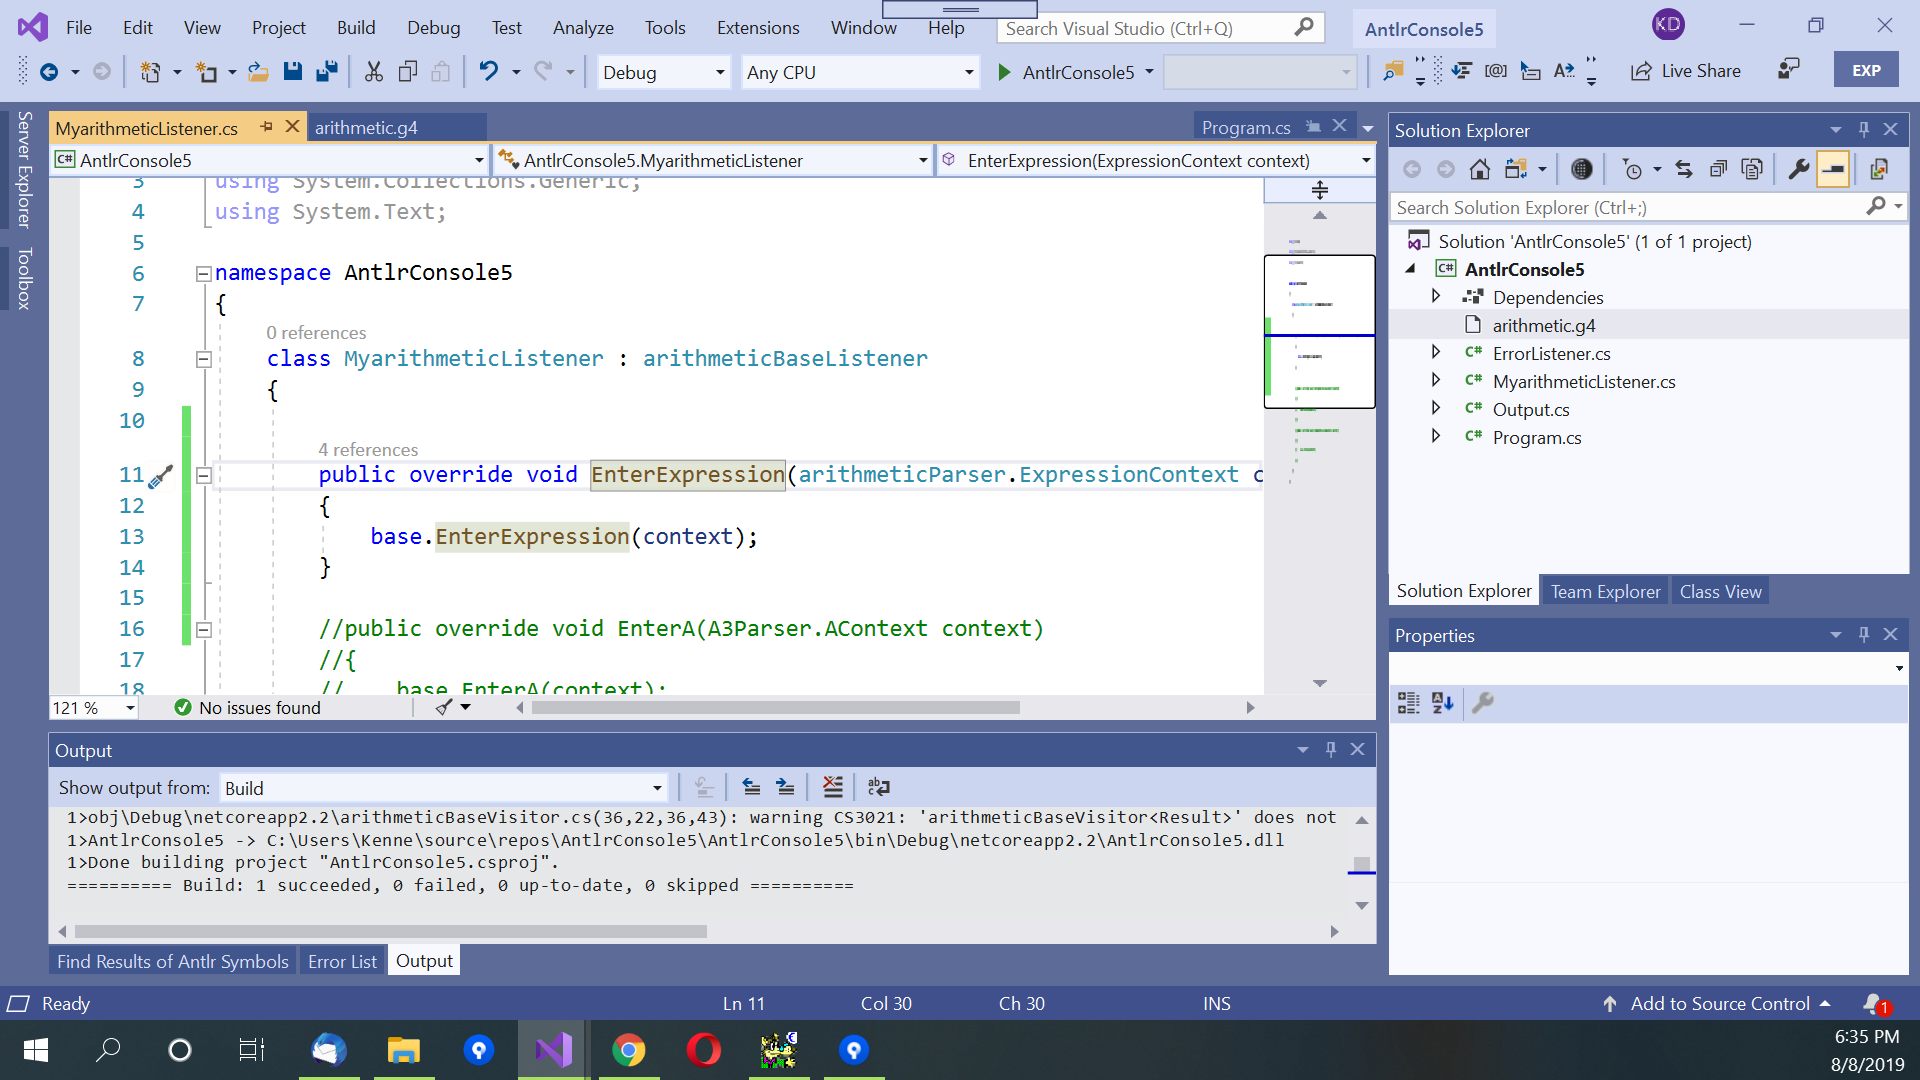 File Edit View Project Build Debug Test Analyze Tools Extensions Window Help Search Visual Studio (Ctrl+Q) AntlrConsole5 KD
Debug Any CPU AntlrConsole5 Live Share EXP
Server Explorer
Toolbox
MyarithmeticListener.cs arithmetic.g4 Program.cs
C# AntlrConsole5 AntlrConsole5.MyarithmeticListener EnterExpression(ExpressionContext context)
3 using System.Collections.Generic;
4 using System.Text;
5
6 namespace AntlrConsole5
7 {
0 references
8 class MyarithmeticListener : arithmeticBaseListener
9 {
10
4 references
11 public override void EnterExpression(arithmeticParser.ExpressionContext c
12 {
13 base.EnterExpression(context);
14 }
15
16 //public override void EnterA(A3Parser.AContext context)
17 //{
18 // base.EnterA(context);
121 % No issues found
Output
Show output from: Build
1>obj\Debug\netcoreapp2.2\arithmeticBaseVisitor.cs(36,22,36,43): warning CS3021: 'arithmeticBaseVisitor<Result>' does not
1>AntlrConsole5 -> C:\Users\Kenne\source\repos\AntlrConsole5\AntlrConsole5\bin\Debug\netcoreapp2.2\AntlrConsole5.dll
1>Done building project "AntlrConsole5.csproj".
========== Build: 1 succeeded, 0 failed, 0 up-to-date, 0 skipped ==========
Find Results of Antlr Symbols Error List Output
Solution Explorer
Search Solution Explorer (Ctrl+;)
Solution 'AntlrConsole5' (1 of 1 project)
C# AntlrConsole5
Dependencies
arithmetic.g4
C# ErrorListener.cs
C# MyarithmeticListener.cs
C# Output.cs
C# Program.cs
Solution Explorer Team Explorer Class View
Properties
Ready Ln 11 Col 30 Ch 30 INS Add to Source Control 1
6:35 PM
8/8/2019